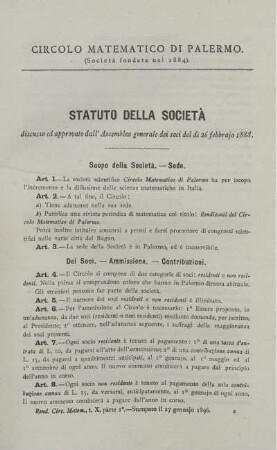 CIRCOLO MATEMATICO DI PALERMO.
(Società fondata nel 1884).
STATUTO DELLA SOCIETÀ
discusso ed approvato dall' Assemblea generale dei soci del dì 26 febbrajo 1888.
Scopo della Società. — Sede.
Art. 1.—La società scientifica Circolo Matematico di Palermo ha per iscopo
l'incremento e la diffusione delle scienze matematiche in Italia.
Art. 2.—A tal fine, il Circolo:
a) Tiene adunanze nella sua sede.
b) Pubblica una rivista periodica di matematica col titolo: Rendiconti del Cir-
colo Matematico di Palermo.
Potrà inoltre istituire concorsi a premi e farsi promotore di congressi scien-
tifici nelle varie città del Regno.
Art. 3.—La sede della Società è in Palermo, ed è inamovibile.
Dei Soci. — Ammissione. — Contribuzioni.
Art. 4.—Il Circolo si compone di due categorie di soci: residenti e non resi-
denti. Nella prima si comprendono coloro che hanno in Palermo dimora abituale.
Gli stranieri possono far parte della società.
Art. 5.—Il numero dei soci residenti e non residenti è illimitato.
Art. 6.—Per l'ammissione al Circolo è necessario: 1° Essere proposto, in
un'adunanza, da due soci residenti o non residenti mediante domanda, per iscritto,
al Presidente; 2° ottenere, nell'adunanza seguente, i suffragi della maggioranza
dei soci presenti.
Art. 7.—Ogni socio residente è tenuto al pagamento: 1° di una tassa d'en-
trata di L. 10, da pagarsi all'atto dell'ammissione; 2° di una contribuzione annua di
L. 15, da pagarsi a semestralità anticipati, al 1° gennajo, al 1° maggio ed al 1°
settembre di ogni anno. Il nuovo ammesso comincerà a pagare dal principio
dell'anno in corso.
Art. 8.—Ogni socio non residente è tenuto al pagamento della sola contri-
buzione annua di L. 15, da versarsi, anticipatamente, al 1° gennajo di ogni anno.
Il nuovo ammesso comincerà a pagare dal principio dell'anno in corso.
Rend. Circ. Matem., t. X, parte 2ª.—Stampato il 27 gennajo 1896.